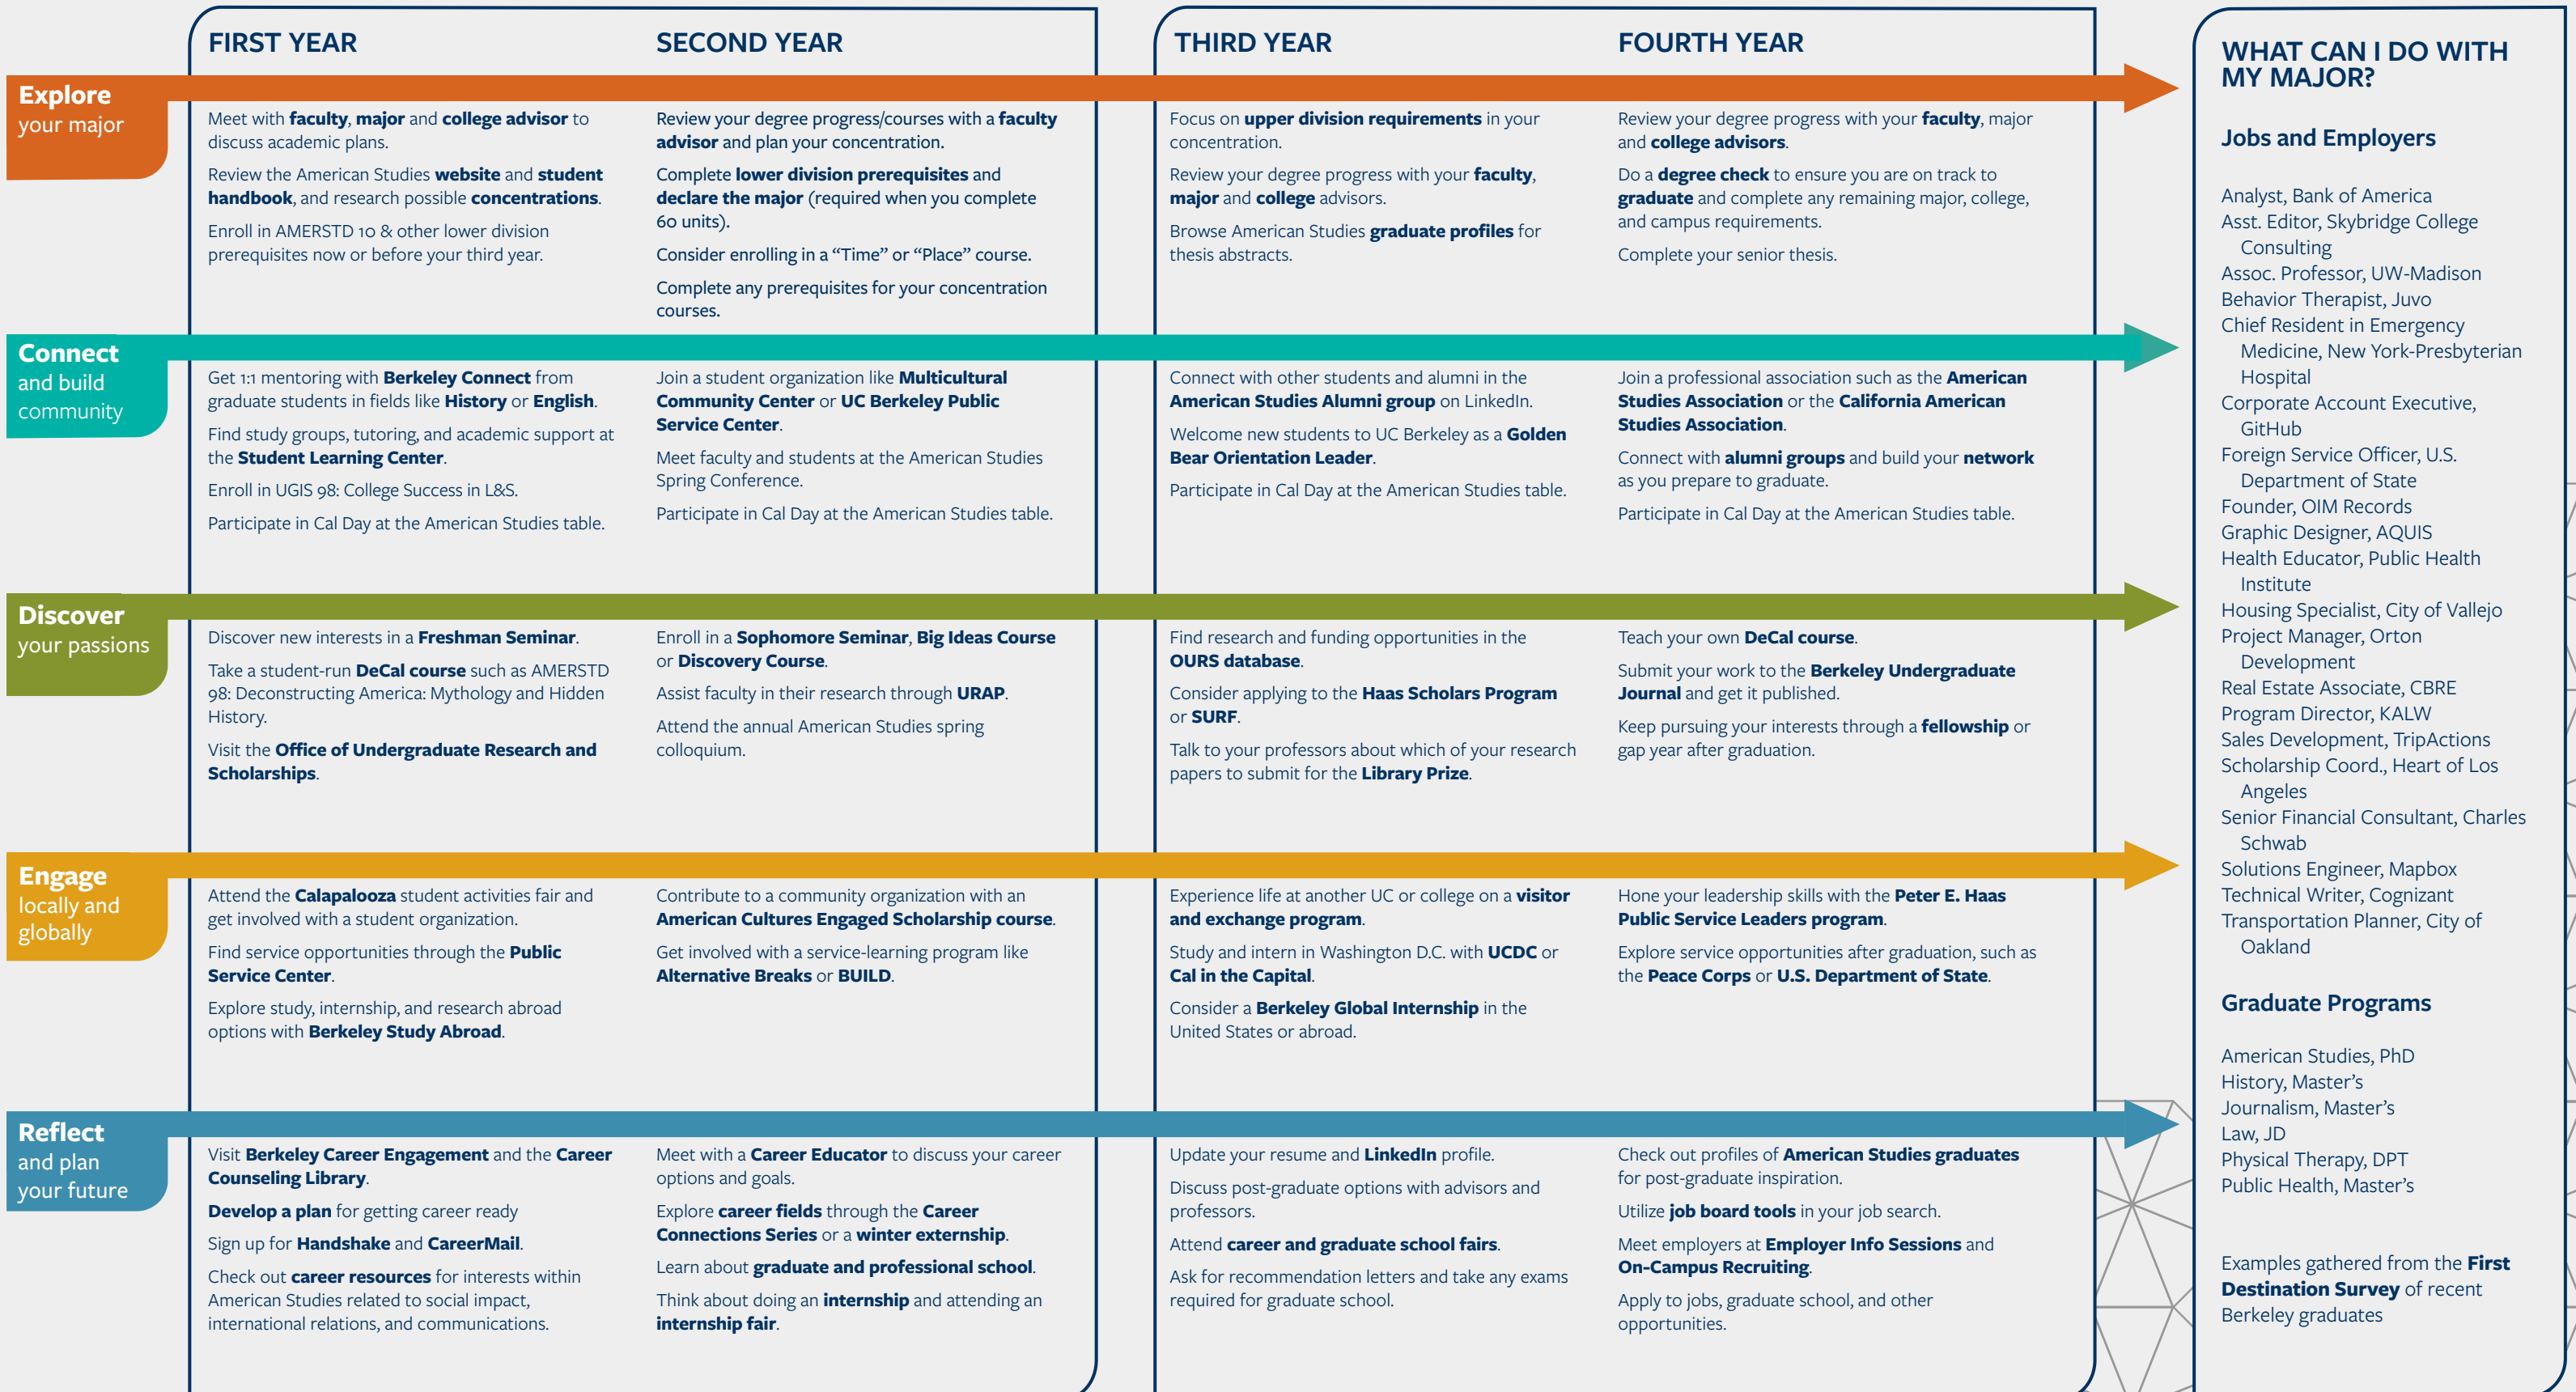 FIRST YEAR
SECOND YEAR
THIRD YEAR
FOURTH YEAR
Explore
your major
Meet with faculty, major and college advisor to
discuss academic plans.
Review the American Studies website and student
handbook, and research possible concentrations.
Enroll in AMERSTD 10 & other lower division
prerequisites now or before your third year.
Review your degree progress/courses with a faculty
advisor and plan your concentration.
Complete lower division prerequisites and
declare the major (required when you complete
60 units).
Consider enrolling in a “Time” or “Place” course.
Complete any prerequisites for your concentration
courses.
Focus on upper division requirements in your
concentration.
Review your degree progress with your faculty,
major and college advisors.
Browse American Studies graduate profiles for
thesis abstracts.
Review your degree progress with your faculty, major
and college advisors.
Do a degree check to ensure you are on track to
graduate and complete any remaining major, college,
and campus requirements.
Complete your senior thesis.
Connect
and build
community
Get 1:1 mentoring with Berkeley Connect from
graduate students in fields like History or English.
Find study groups, tutoring, and academic support at
the Student Learning Center.
Enroll in UGIS 98: College Success in L&S.
Participate in Cal Day at the American Studies table.
Join a student organization like Multicultural
Community Center or UC Berkeley Public
Service Center.
Meet faculty and students at the American Studies
Spring Conference.
Participate in Cal Day at the American Studies table.
Connect with other students and alumni in the
American Studies Alumni group on LinkedIn.
Welcome new students to UC Berkeley as a Golden
Bear Orientation Leader.
Participate in Cal Day at the American Studies table.
Join a professional association such as the American
Studies Association or the California American
Studies Association.
Connect with alumni groups and build your network
as you prepare to graduate.
Participate in Cal Day at the American Studies table.
Discover
your passions
Discover new interests in a Freshman Seminar.
Take a student-run DeCal course such as AMERSTD
98: Deconstructing America: Mythology and Hidden
History.
Visit the Office of Undergraduate Research and
Scholarships.
Enroll in a Sophomore Seminar, Big Ideas Course
or Discovery Course.
Assist faculty in their research through URAP.
Attend the annual American Studies spring
colloquium.
Find research and funding opportunities in the
OURS database.
Consider applying to the Haas Scholars Program
or SURF.
Talk to your professors about which of your research
papers to submit for the Library Prize.
Teach your own DeCal course.
Submit your work to the Berkeley Undergraduate
Journal and get it published.
Keep pursuing your interests through a fellowship or
gap year after graduation.
Engage
locally and
globally
Attend the Calapalooza student activities fair and
get involved with a student organization.
Find service opportunities through the Public
Service Center.
Explore study, internship, and research abroad
options with Berkeley Study Abroad.
Contribute to a community organization with an
American Cultures Engaged Scholarship course.
Get involved with a service-learning program like
Alternative Breaks or BUILD.
Experience life at another UC or college on a visitor
and exchange program.
Study and intern in Washington D.C. with UCDC or
Cal in the Capital.
Consider a Berkeley Global Internship in the
United States or abroad.
Hone your leadership skills with the Peter E. Haas
Public Service Leaders program.
Explore service opportunities after graduation, such as
the Peace Corps or U.S. Department of State.
Reflect
and plan
your future
Visit Berkeley Career Engagement and the Career
Counseling Library.
Develop a plan for getting career ready
Sign up for Handshake and CareerMail.
Check out career resources for interests within
American Studies related to social impact,
international relations, and communications.
Meet with a Career Educator to discuss your career
options and goals.
Explore career fields through the Career
Connections Series or a winter externship.
Learn about graduate and professional school.
Think about doing an internship and attending an
internship fair.
Update your resume and LinkedIn profile.
Discuss post-graduate options with advisors and
professors.
Attend career and graduate school fairs.
Ask for recommendation letters and take any exams
required for graduate school.
Check out profiles of American Studies graduates
for post-graduate inspiration.
Utilize job board tools in your job search.
Meet employers at Employer Info Sessions and
On-Campus Recruiting.
Apply to jobs, graduate school, and other
opportunities.
WHAT CAN I DO WITH
MY MAJOR?
Jobs and Employers
Analyst, Bank of America
Asst. Editor, Skybridge College
Consulting
Assoc. Professor, UW-Madison
Behavior Therapist, Juvo
Chief Resident in Emergency
Medicine, New York-Presbyterian
Hospital
Corporate Account Executive,
GitHub
Foreign Service Officer, U.S.
Department of State
Founder, OIM Records
Graphic Designer, AQUIS
Health Educator, Public Health
Institute
Housing Specialist, City of Vallejo
Project Manager, Orton
Development
Real Estate Associate, CBRE
Program Director, KALW
Sales Development, TripActions
Scholarship Coord., Heart of Los
Angeles
Senior Financial Consultant, Charles
Schwab
Solutions Engineer, Mapbox
Technical Writer, Cognizant
Transportation Planner, City of
Oakland
Graduate Programs
American Studies, PhD
History, Master’s
Journalism, Master’s
Law, JD
Physical Therapy, DPT
Public Health, Master’s
Examples gathered from the First
Destination Survey of recent
Berkeley graduates